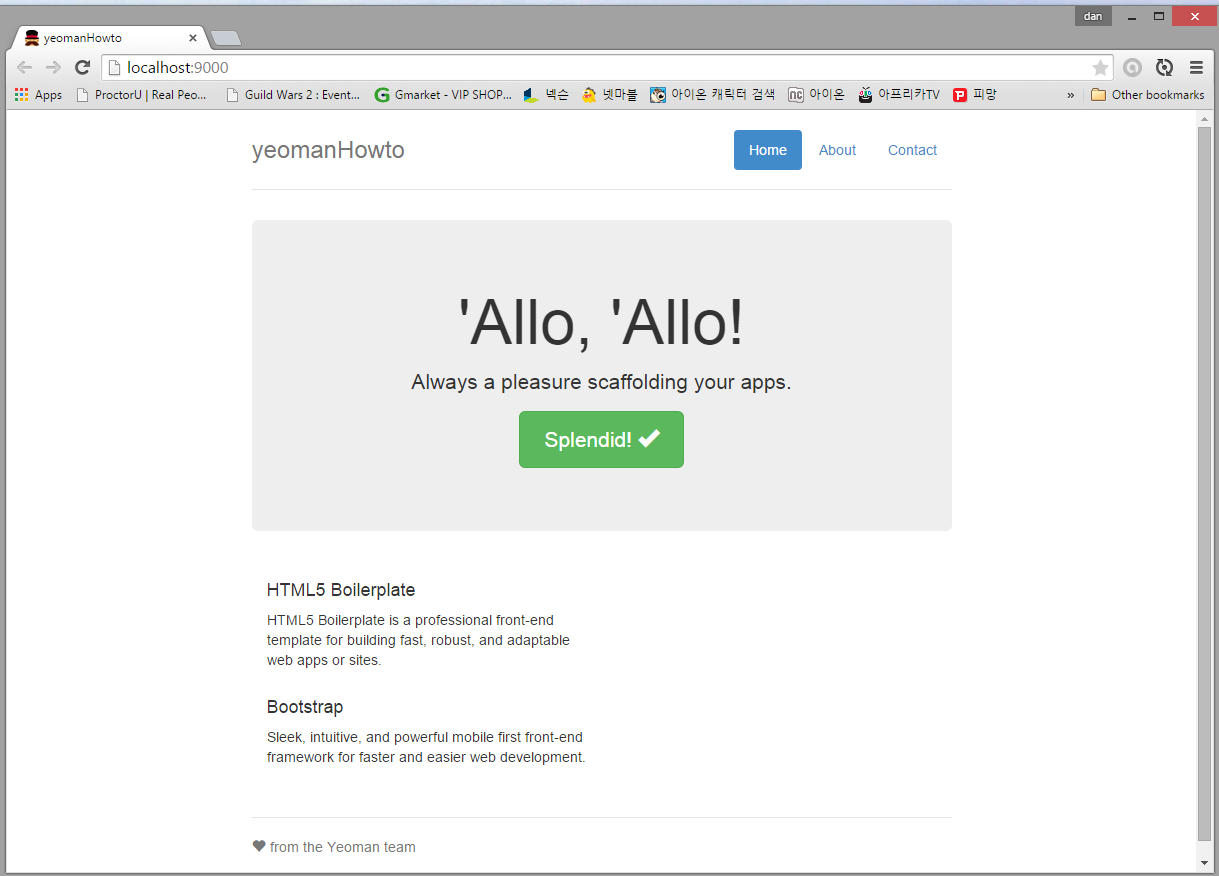 dan
yeomanHowto
localhost:9000
Apps ProctorU | Real Peo... Guild Wars 2 : Event... G Gmarket - VIP SHOP... 넥슨 넷마블 아이온 캐릭터 검색 nc 아이온 아프리카TV P 피망 » Other bookmarks
yeomanHowto Home About Contact
'Allo, 'Allo!
Always a pleasure scaffolding your apps.
Splendid!
HTML5 Boilerplate
HTML5 Boilerplate is a professional front-end
template for building fast, robust, and adaptable
web apps or sites.
Bootstrap
Sleek, intuitive, and powerful mobile first front-end
framework for faster and easier web development.
from the Yeoman team